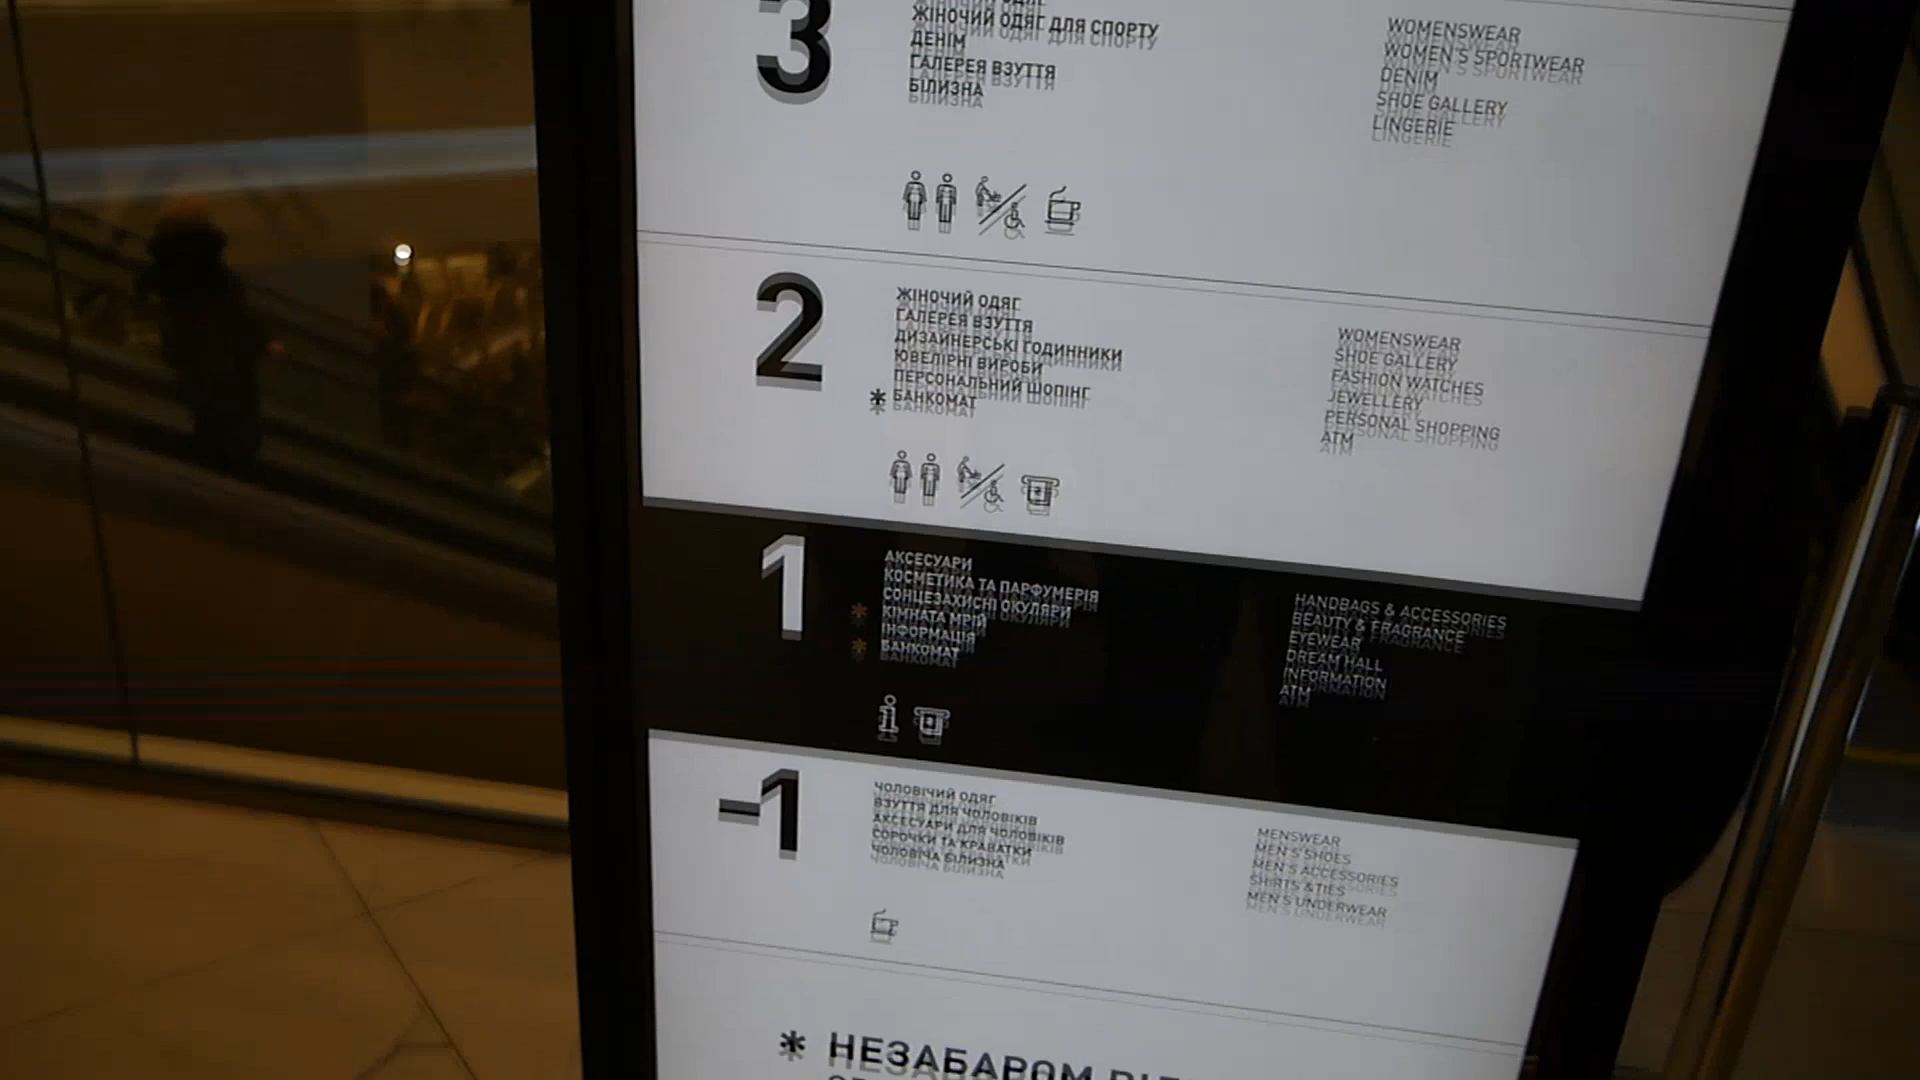 3
ЖІНОЧИЙ ОДЯГ ДЛЯ СПОРТУ
ДЕНІМ
ГАЛЕРЕЯ ВЗУТТЯ
БІЛИЗНА
WOMENSWEAR
WOMEN'S SPORTWEAR
DENIM
SHOE GALLERY
LINGERIE
2
ЖІНОЧИЙ ОДЯГ
ГАЛЕРЕЯ ВЗУТТЯ
ДИЗАЙНЕРСЬКІ ГОДИННИКИ
ЮВЕЛІРНІ ВИРОБИ
ПЕРСОНАЛЬНИЙ ШОПІНГ
* БАНКОМАТ
WOMENSWEAR
SHOE GALLERY
FASHION WATCHES
JEWELLERY
PERSONAL SHOPPING
ATM
1
АКСЕСУАРИ
КОСМЕТИКА ТА ПАРФУМЕРІЯ
СОНЦЕЗАХИСНІ ОКУЛЯРИ
* КІМНАТА МРІЙ
ІНФОРМАЦІЯ
* БАНКОМАТ
HANDBAGS & ACCESSORIES
BEAUTY & FRAGRANCE
EYEWEAR
DREAM HALL
INFORMATION
ATM
-1
ЧОЛОВІЧИЙ ОДЯГ
ВЗУТТЯ ДЛЯ ЧОЛОВІКІВ
АКСЕСУАРИ ДЛЯ ЧОЛОВІКІВ
СОРОЧКИ ТА КРАВАТКИ
ЧОЛОВІЧА БІЛИЗНА
MENSWEAR
MEN'S SHOES
MEN'S ACCESSORIES
SHIRTS & TIES
MEN'S UNDERWEAR
* НЕЗАБАРОМ